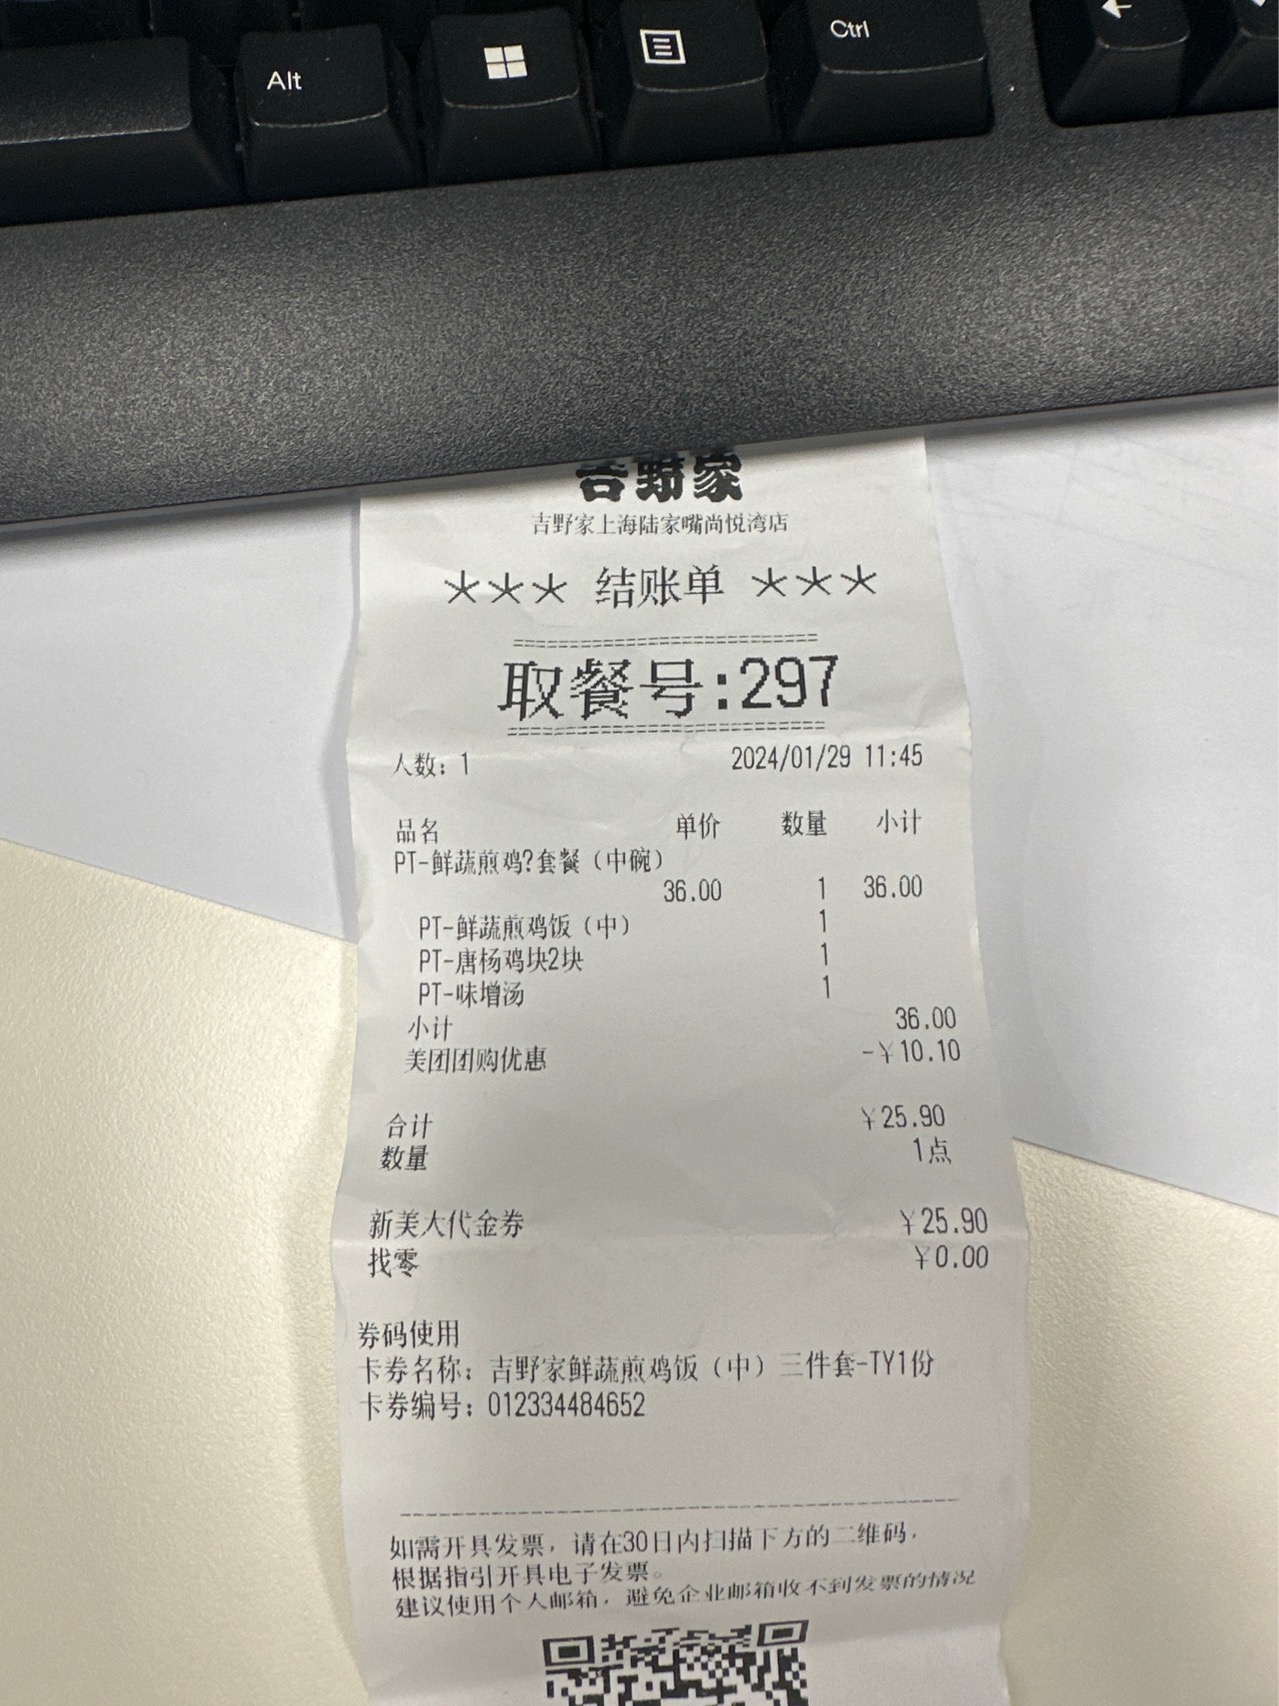 Alt
Ctrl
吉野家
吉野家上海陆家嘴尚悦湾店
*** 结账单 ***
====================
取餐号:297
====================
人数：1 2024/01/29 11:45
品名 单价 数量 小计
PT-鲜蔬煎鸡?套餐（中碗）
36.00 1 36.00
PT-鲜蔬煎鸡饭（中） 1
PT-唐杨鸡块2块 1
PT-味增汤 1
小计 36.00
美团团购优惠 -￥10.10
合计 ￥25.90
数量 1点
新美大代金券 ￥25.90
找零 ￥0.00
券码使用
卡券名称：吉野家鲜蔬煎鸡饭（中）三件套-TY1份
卡券编号：012334484652
如需开具发票，请在30日内扫描下方的二维码，
根据指引开具电子发票。
建议使用个人邮箱，避免企业邮箱收不到发票的情况